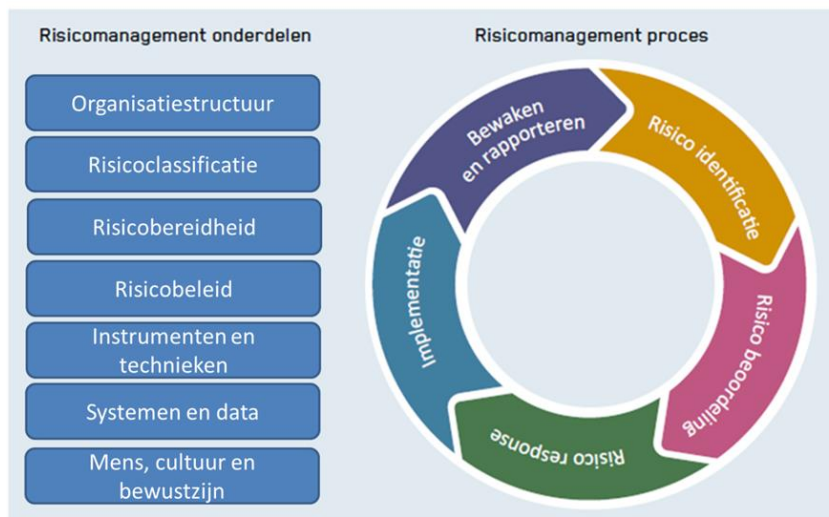 Risicomanagement onderdelen
Organisatiestructuur
Risicoclassificatie
Risicobereidheid
Risicobeleid
Instrumenten en
technieken
Systemen en data
Mens, cultuur en
bewustzijn
Risicomanagement proces
Bewaken
en rapporteren
Risico identificatie
Risico beoordeling
Risico response
Implementatie